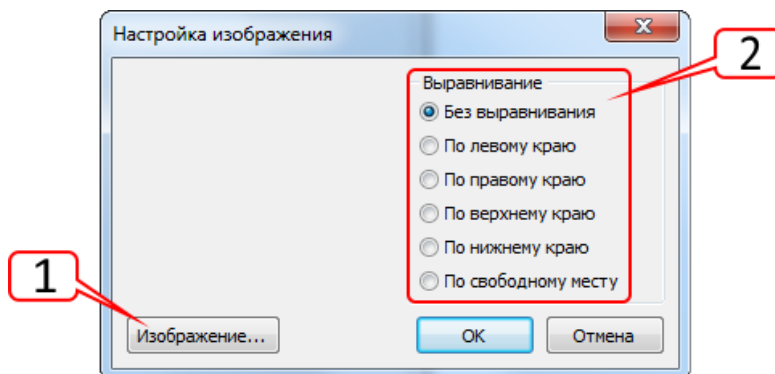 Настройка изображения
2
Выравнивание
Без выравнивания
По левому краю
По правому краю
По верхнему краю
По нижнему краю
По свободному месту
1
Изображение...
OK
Отмена